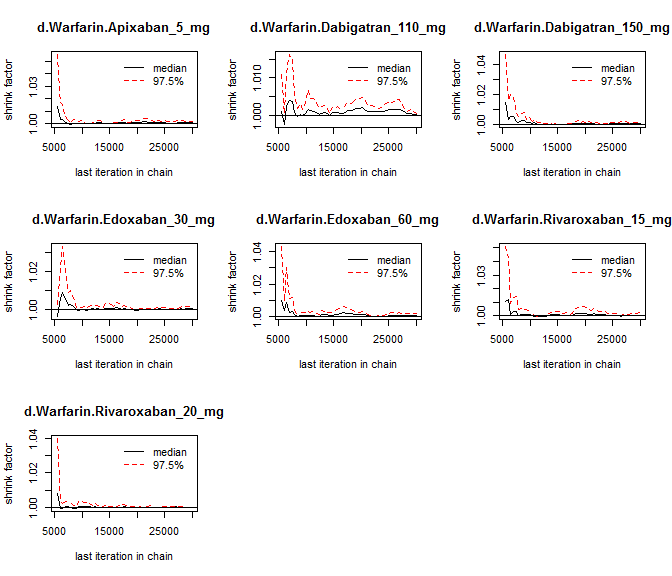 d.Warfarin.Apixaban_5_mg
shrink factor
1.00
1.03
median
97.5%
5000
15000
25000
last iteration in chain
d.Warfarin.Dabigatran_110_mg
shrink factor
1.000
1.010
median
97.5%
5000
15000
25000
last iteration in chain
d.Warfarin.Dabigatran_150_mg
shrink factor
1.00
1.02
1.04
median
97.5%
5000
15000
25000
last iteration in chain
d.Warfarin.Edoxaban_30_mg
shrink factor
1.00
1.02
median
97.5%
5000
15000
25000
last iteration in chain
d.Warfarin.Edoxaban_60_mg
shrink factor
1.00
1.02
1.04
median
97.5%
5000
15000
25000
last iteration in chain
d.Warfarin.Rivaroxaban_15_mg
shrink factor
1.00
1.03
median
97.5%
5000
15000
25000
last iteration in chain
d.Warfarin.Rivaroxaban_20_mg
shrink factor
1.00
1.02
1.04
median
97.5%
5000
15000
25000
last iteration in chain